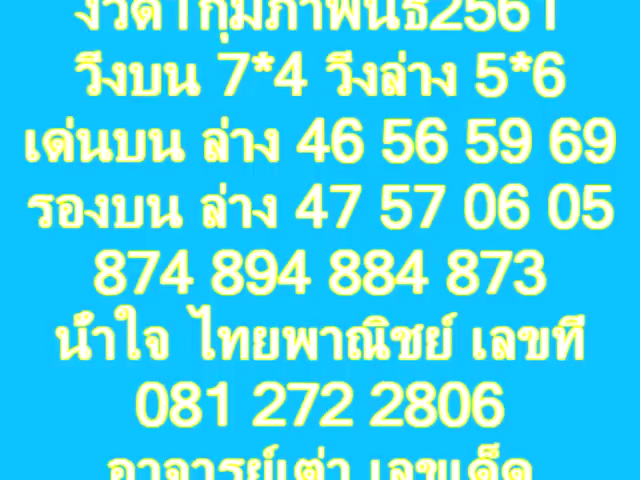 งวด1กุมภาพันธ์2561
วิ่งบน 7*4 วิ่งล่าง 5*6
เด่นบน ล่าง 46 56 59 69
รองบน ล่าง 47 57 06 05
874 894 884 873
น้ำใจ ไทยพาณิชย์ เลขที่
081 272 2806
อาจารย์เต่า เลขเด็ด